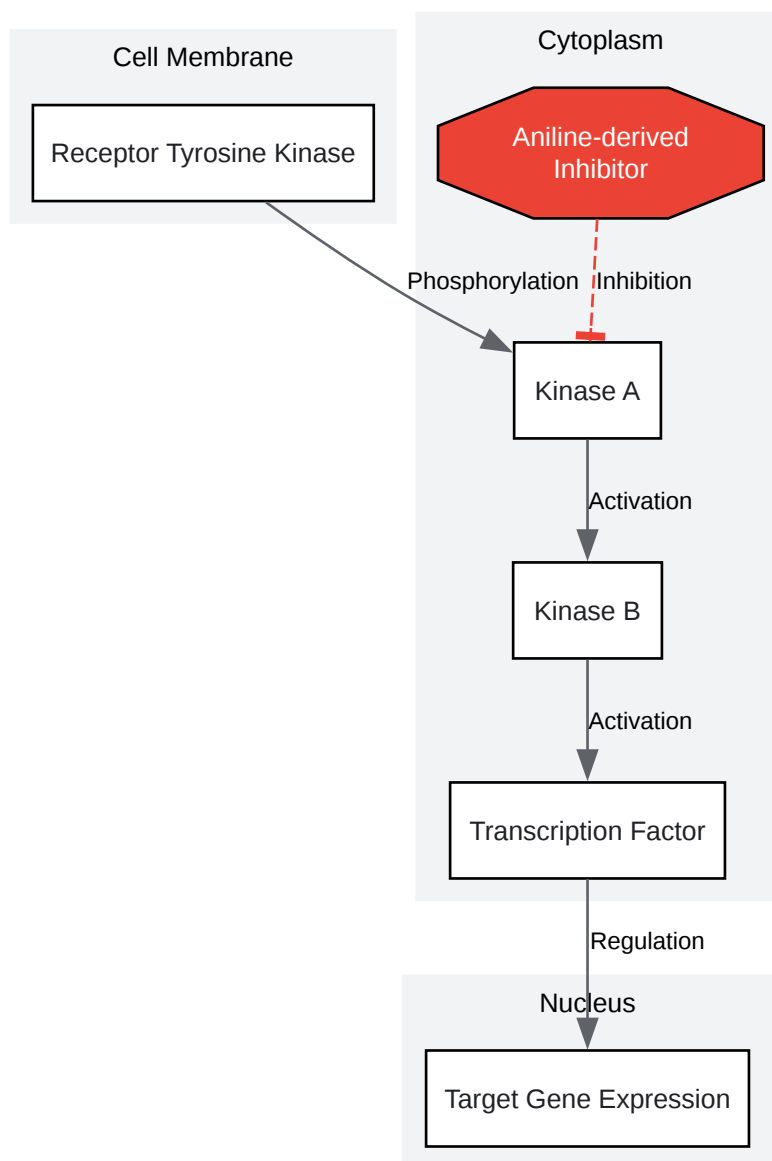 Cell Membrane
Cytoplasm
Receptor Tyrosine Kinase
Aniline-derived
Inhibitor
Phosphorylation
Inhibition
Kinase A
Activation
Kinase B
Activation
Transcription Factor
Regulation
Nucleus
Target Gene Expression